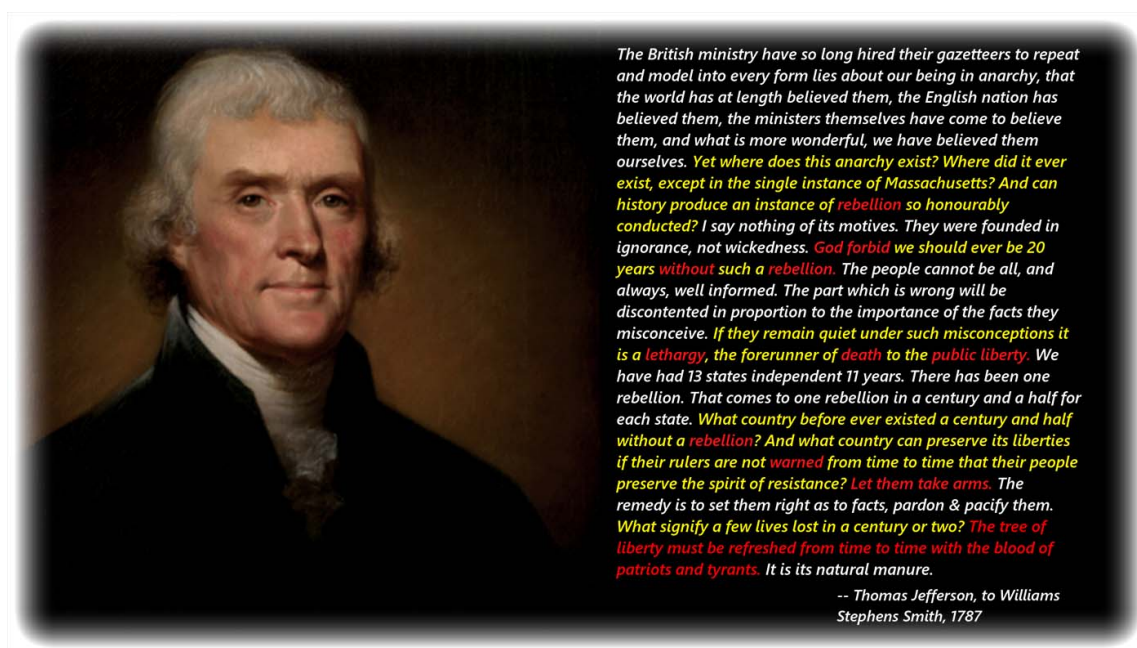 The British ministry have so long hired their gazetteers to repeat
and model into every form lies about our being in anarchy, that
the world has at length believed them, the English nation has
believed them, the ministers themselves have come to believe
them, and what is more wonderful, we have believed them
ourselves. Yet where does this anarchy exist? Where did it ever
exist, except in the single instance of Massachusetts? And can
history produce an instance of rebellion so honourably
conducted? I say nothing of its motives. They were founded in
ignorance, not wickedness. God forbid we should ever be 20
years without such a rebellion. The people cannot be all, and
always, well informed. The part which is wrong will be
discontented in proportion to the importance of the facts they
misconceive. If they remain quiet under such misconceptions it
is a lethargy, the forerunner of death to the public liberty. We
have had 13 states independent 11 years. There has been one
rebellion. That comes to one rebellion in a century and a half for
each state. What country before ever existed a century and half
without a rebellion? And what country can preserve its liberties
if their rulers are not warned from time to time that their people
preserve the spirit of resistance? Let them take arms. The
remedy is to set them right as to facts, pardon & pacify them.
What signify a few lives lost in a century or two? The tree of
liberty must be refreshed from time to time with the blood of
patriots and tyrants. It is its natural manure.
-- Thomas Jefferson, to Williams
Stephens Smith, 1787